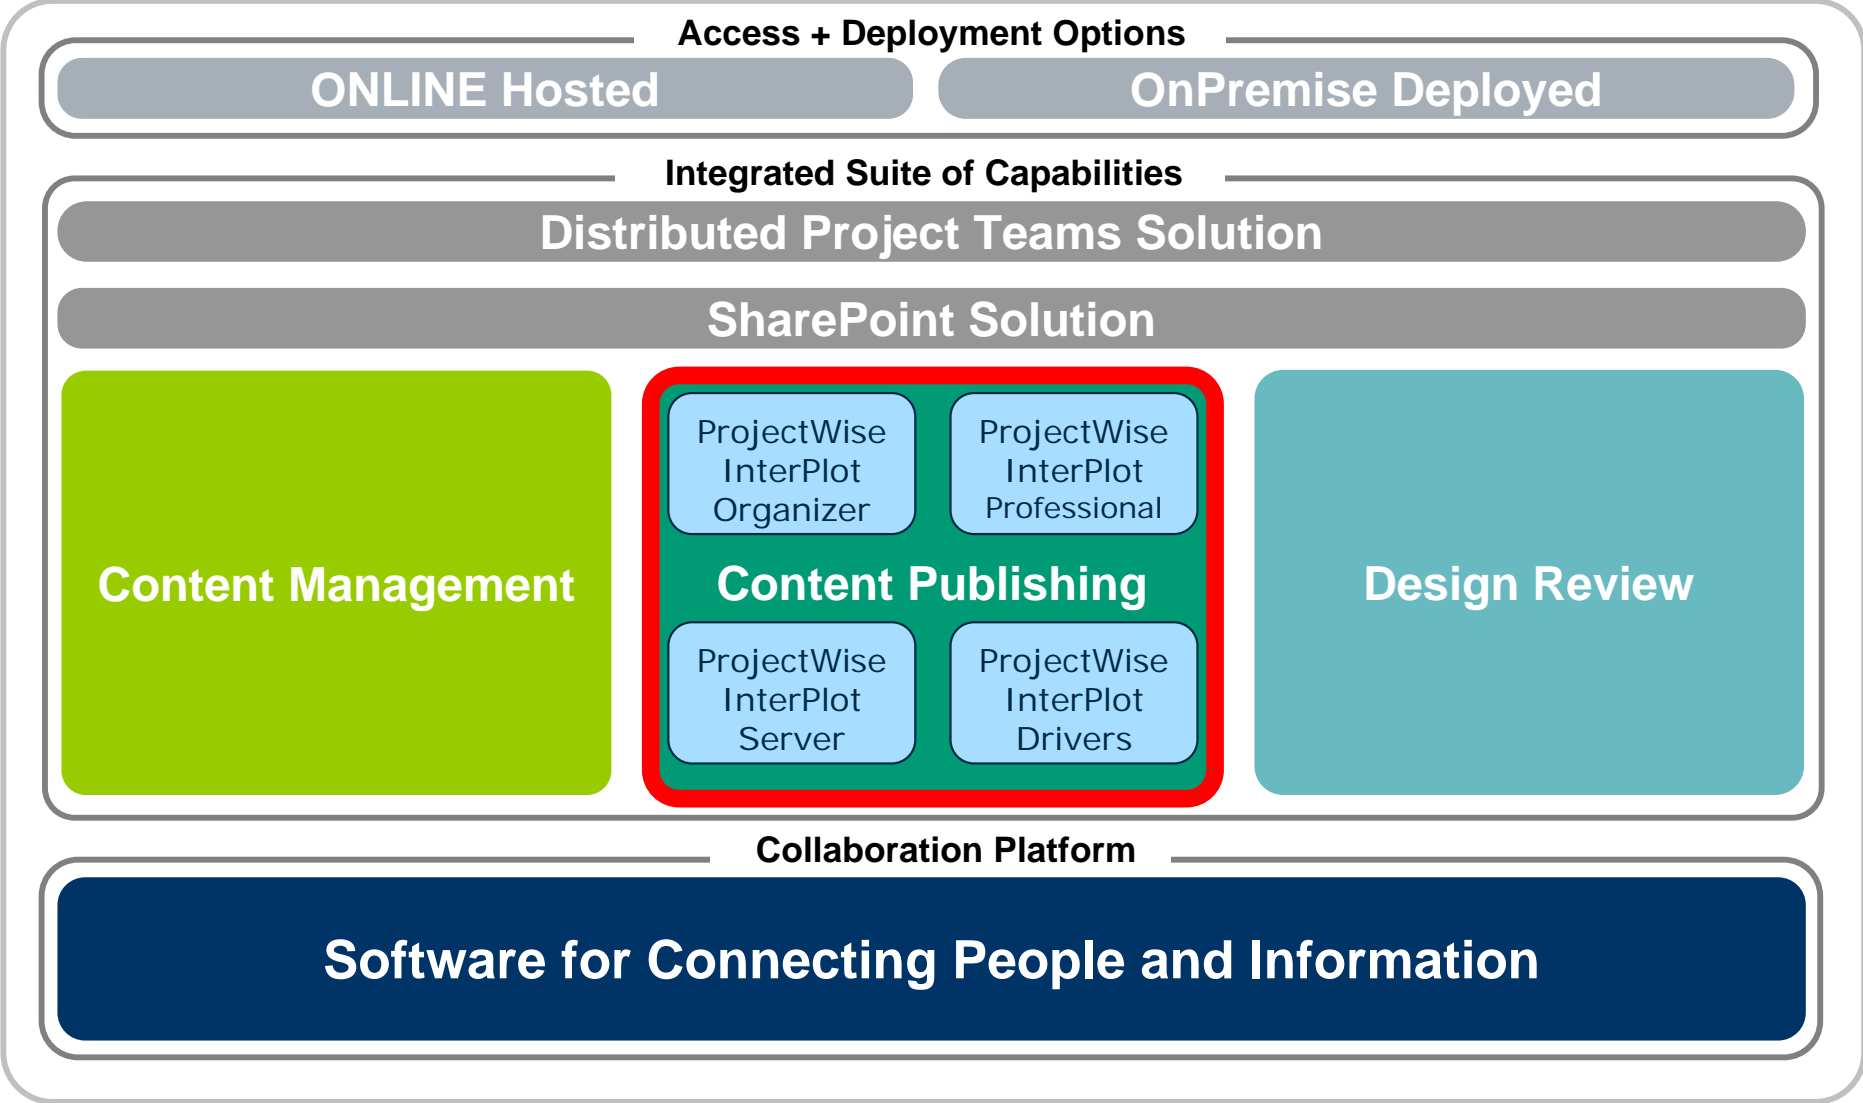 Access + Deployment Options
ONLINE Hosted
OnPremise Deployed
Integrated Suite of Capabilities
Distributed Project Teams Solution
SharePoint Solution
Content Management
ProjectWise
InterPlot
Organizer
ProjectWise
InterPlot
Professional
Content Publishing
ProjectWise
InterPlot
Server
ProjectWise
InterPlot
Drivers
Design Review
Collaboration Platform
Software for Connecting People and Information